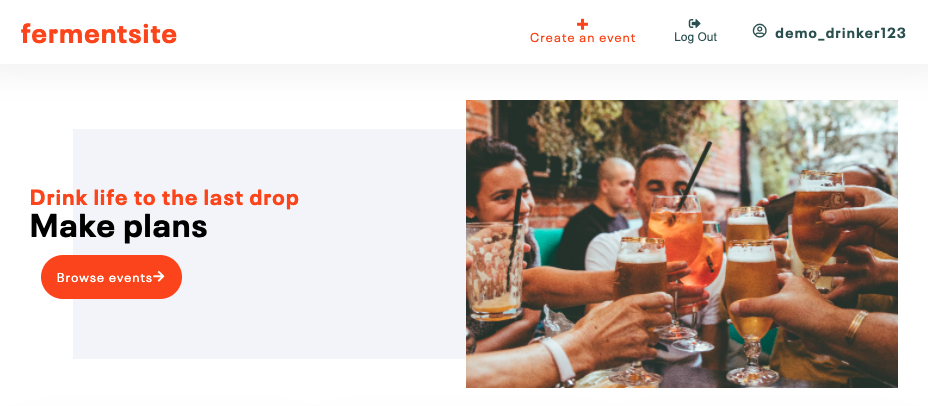 fermentsite
Create an event
Log Out
demo_drinker123
Drink life to the last drop
Make plans
Browse events